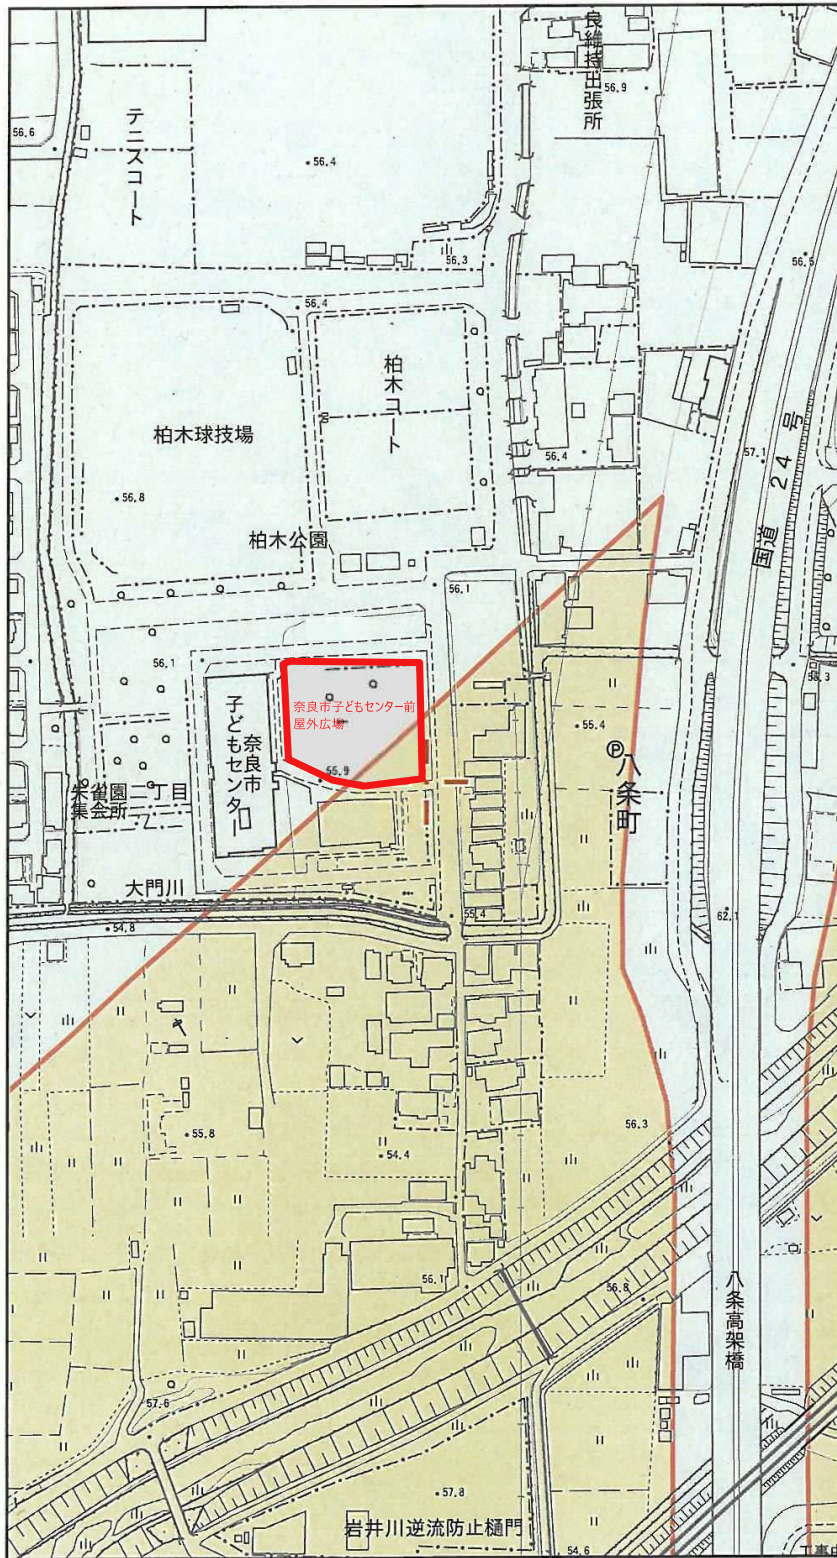 良維持出張所
56.9
56.6
テニスコート
56.4
56.3
56.5
56.4
柏木コート
柏木球技場
56.4
57.1
国道 24 号
56.8
柏木公園
56.1
56.1
奈良市子どもセンター前
屋外広場
奈良市
子どもセンター
55.4
P
八条町
55.9
朱雀園二丁目
集会所
大門川
55.4
62.1
54.8
56.3
55.8
54.4
56.1
56.8
八条高架橋
57.6
57.8
岩井川逆流防止樋門
54.6